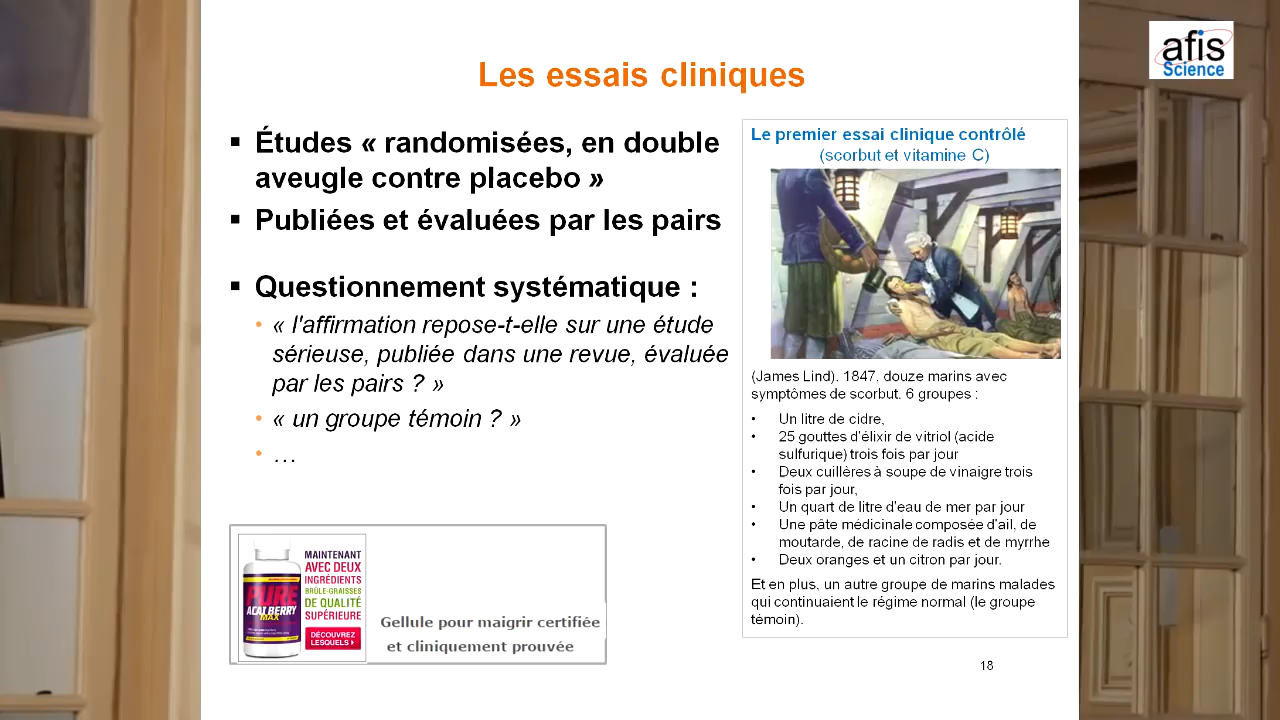 afis
Science
Les essais cliniques
▪ Études « randomisées, en double
aveugle contre placebo »
▪ Publiées et évaluées par les pairs
▪ Questionnement systématique :
• « l'affirmation repose-t-elle sur une étude
sérieuse, publiée dans une revue, évaluée
par les pairs ? »
• « un groupe témoin ? »
• …
PURE
ACAI BERRY
MAX
MAINTENANT
AVEC DEUX
INGRÉDIENTS
BRÛLE-GRAISSES
DE QUALITÉ
SUPÉRIEURE
DÉCOUVREZ
LESQUELS
Gellule pour maigrir certifiée
et cliniquement prouvée
Le premier essai clinique contrôlé
(scorbut et vitamine C)
(James Lind). 1847, douze marins avec
symptômes de scorbut. 6 groupes :
• Un litre de cidre,
• 25 gouttes d'élixir de vitriol (acide
sulfurique) trois fois par jour
• Deux cuillères à soupe de vinaigre trois
fois par jour,
• Un quart de litre d'eau de mer par jour
• Une pâte médicinale composée d'ail, de
moutarde, de racine de radis et de myrrhe
• Deux oranges et un citron par jour.
Et en plus, un autre groupe de marins malades
qui continuaient le régime normal (le groupe
témoin).
18